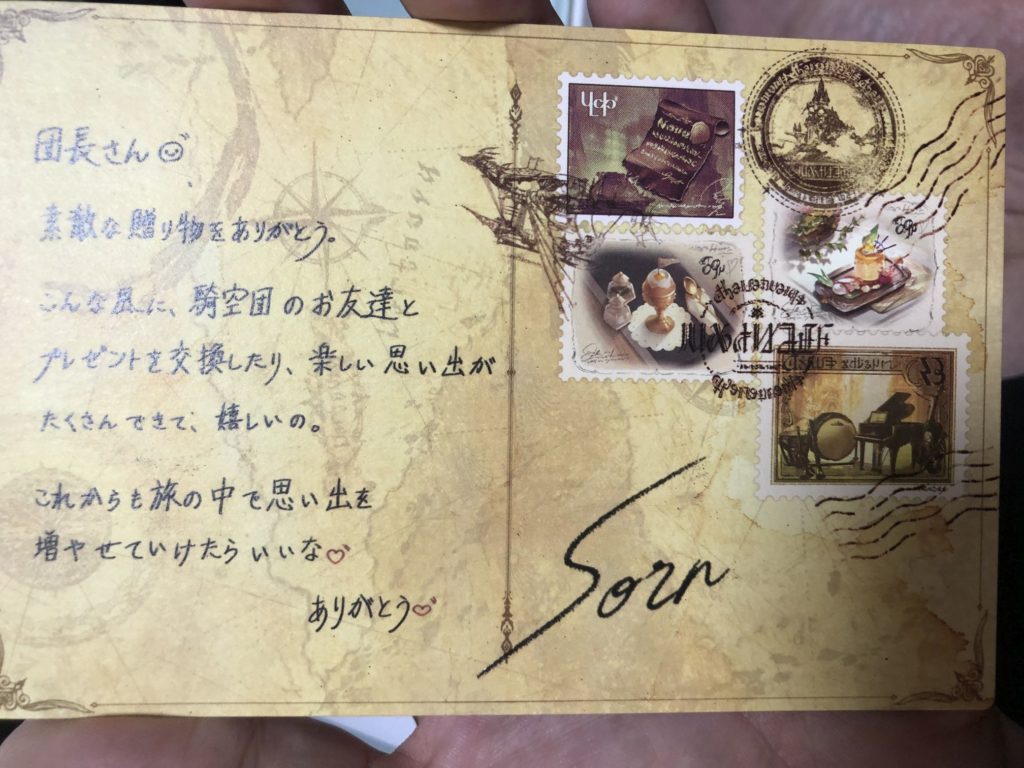 団長さん
素敵な贈り物をありがとう。
こんな風に、騎空団のお友達と
プレゼントを交換したり、楽しい思い出が
たくさんできて、嬉しいの。
これからも旅の中で思い出を
増やせていけたらいいな♡
ありがとう♡
Sorn